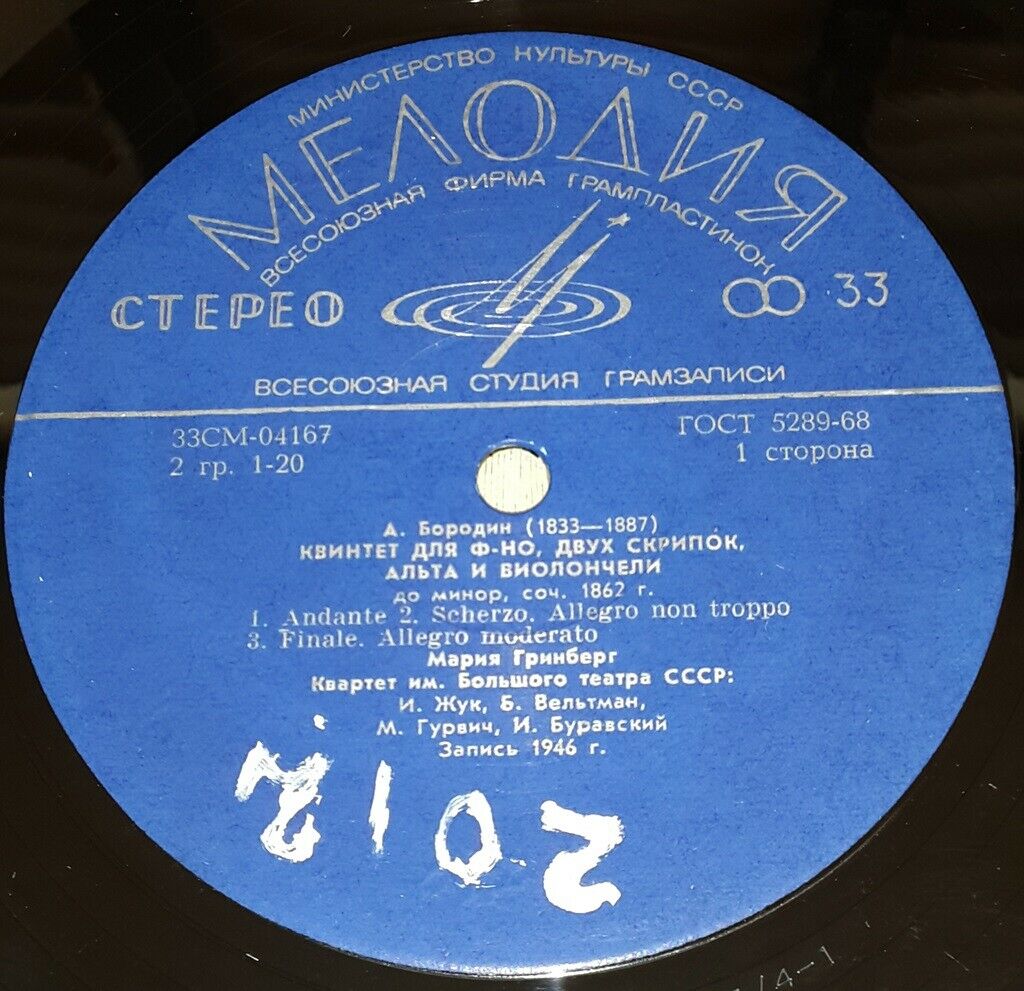 МИНИСТЕРСТВО КУЛЬТУРЫ СССР
МЕЛОДИЯ
ВСЕСОЮЗНАЯ ФИРМА ГРАМПЛАСТИНОК
СТЕРЕО
33
ВСЕСОЮЗНАЯ СТУДИЯ ГРАМЗАПИСИ
33СМ-04167
ГОСТ 5289-68
2 гр. 1-20
1 сторона
А. Бородин (1833—1887)
КВИНТЕТ ДЛЯ Ф-НО, ДВУХ СКРИПОК,
АЛЬТА И ВИОЛОНЧЕЛИ
до минор, соч. 1862 г.
1. Andante 2. Scherzo. Allegro non troppo
3. Finale. Allegro moderato
Мария Гринберг
Квартет им. Большого театра СССР:
И. Жук, Б. Вельтман,
М. Гурвич, И. Буравский
Запись 1946 г.